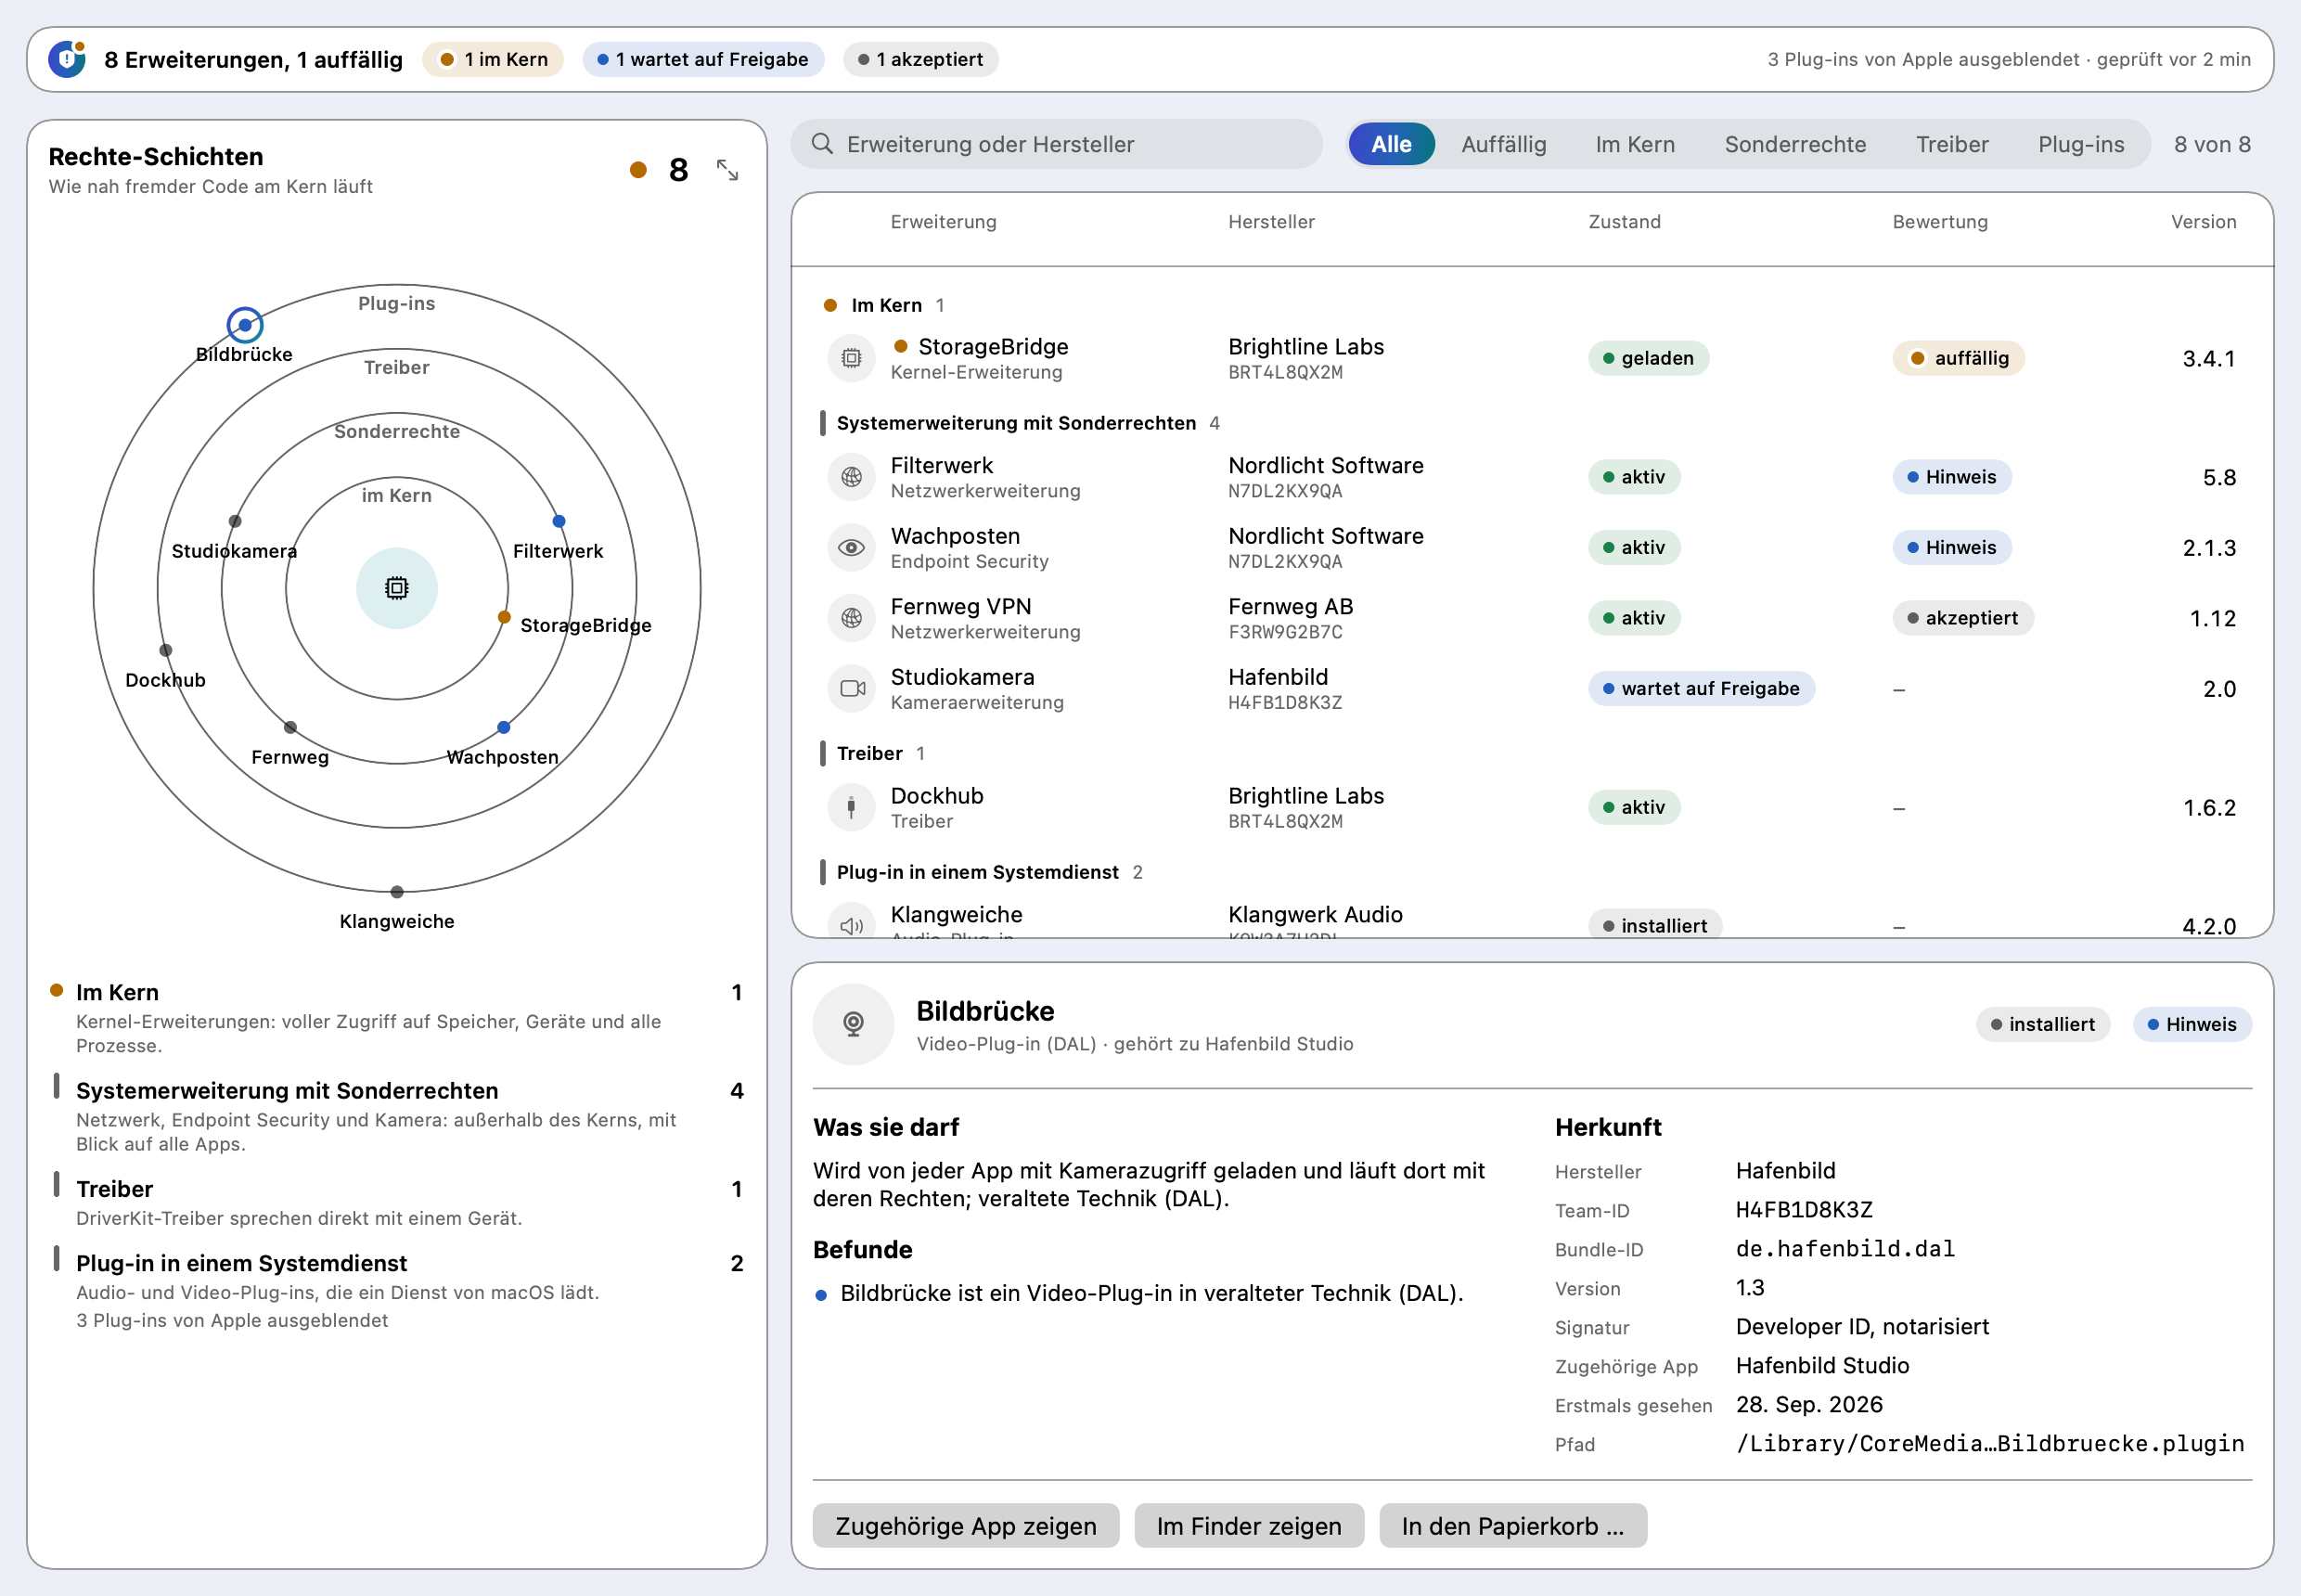 8 Erweiterungen, 1 auffällig
1 im Kern
1 wartet auf Freigabe
1 akzeptiert
3 Plug-ins von Apple ausgeblendet · geprüft vor 2 min
Rechte-Schichten
Wie nah fremder Code am Kern läuft
8
Plug-ins
Bildbrücke
Treiber
Sonderrechte
im Kern
Studiokamera
Filterwerk
StorageBridge
Dockhub
Fernweg
Wachposten
Klangweiche
Im Kern 1
Kernel-Erweiterungen: voller Zugriff auf Speicher, Geräte und alle
Prozesse.
Systemerweiterung mit Sonderrechten 4
Netzwerk, Endpoint Security und Kamera: außerhalb des Kerns, mit
Blick auf alle Apps.
Treiber 1
DriverKit-Treiber sprechen direkt mit einem Gerät.
Plug-in in einem Systemdienst 2
Audio- und Video-Plug-ins, die ein Dienst von macOS lädt.
3 Plug-ins von Apple ausgeblendet
Erweiterung oder Hersteller
Alle Auffällig Im Kern Sonderrechte Treiber Plug-ins
8 von 8
Erweiterung Hersteller Zustand Bewertung Version
Im Kern 1
StorageBridge Brightline Labs geladen auffällig 3.4.1
Kernel-Erweiterung BRT4L8QX2M
Systemerweiterung mit Sonderrechten 4
Filterwerk Nordlicht Software aktiv Hinweis 5.8
Netzwerkerweiterung N7DL2KX9QA
Wachposten Nordlicht Software aktiv Hinweis 2.1.3
Endpoint Security N7DL2KX9QA
Fernweg VPN Fernweg AB aktiv akzeptiert 1.12
Netzwerkerweiterung F3RW9G2B7C
Studiokamera Hafenbild wartet auf Freigabe – 2.0
Kameraerweiterung H4FB1D8K3Z
Treiber 1
Dockhub Brightline Labs aktiv – 1.6.2
Treiber BRT4L8QX2M
Plug-in in einem Systemdienst 2
Klangweiche Klangwerk Audio installiert – 4.2.0
Audio-Plug-in
Bildbrücke
Video-Plug-in (DAL) · gehört zu Hafenbild Studio
installiert
Hinweis
Was sie darf
Wird von jeder App mit Kamerazugriff geladen und läuft dort mit
deren Rechten; veraltete Technik (DAL).
Befunde
Bildbrücke ist ein Video-Plug-in in veralteter Technik (DAL).
Herkunft
Hersteller Hafenbild
Team-ID H4FB1D8K3Z
Bundle-ID de.hafenbild.dal
Version 1.3
Signatur Developer ID, notarisiert
Zugehörige App Hafenbild Studio
Erstmals gesehen 28. Sep. 2026
Pfad /Library/CoreMedia…Bildbruecke.plugin
Zugehörige App zeigen
Im Finder zeigen
In den Papierkorb ...